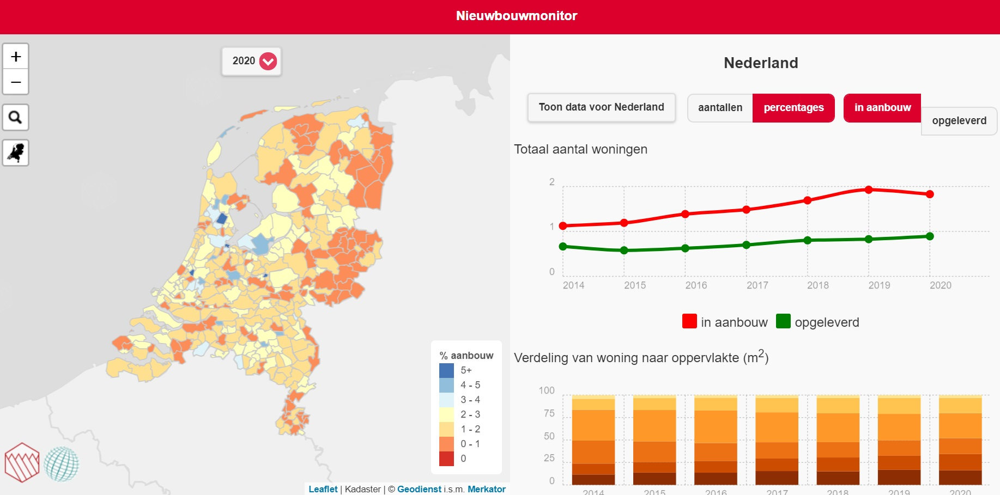 Nieuwbouwmonitor
+
−
2020
Nederland
Toon data voor Nederland
aantallen
percentages
in aanbouw
opgeleverd
Totaal aantal woningen
2
1
0
2014
2015
2016
2017
2018
2019
2020
in aanbouw
opgeleverd
% aanbouw
5+
4 - 5
3 - 4
2 - 3
1 - 2
0 - 1
0
Verdeling van woning naar oppervlakte (m²)
100
75
50
25
0
2014
2015
2016
2017
2018
2019
2020
Leaflet | Kadaster | © Geodienst i.s.m. Merkator